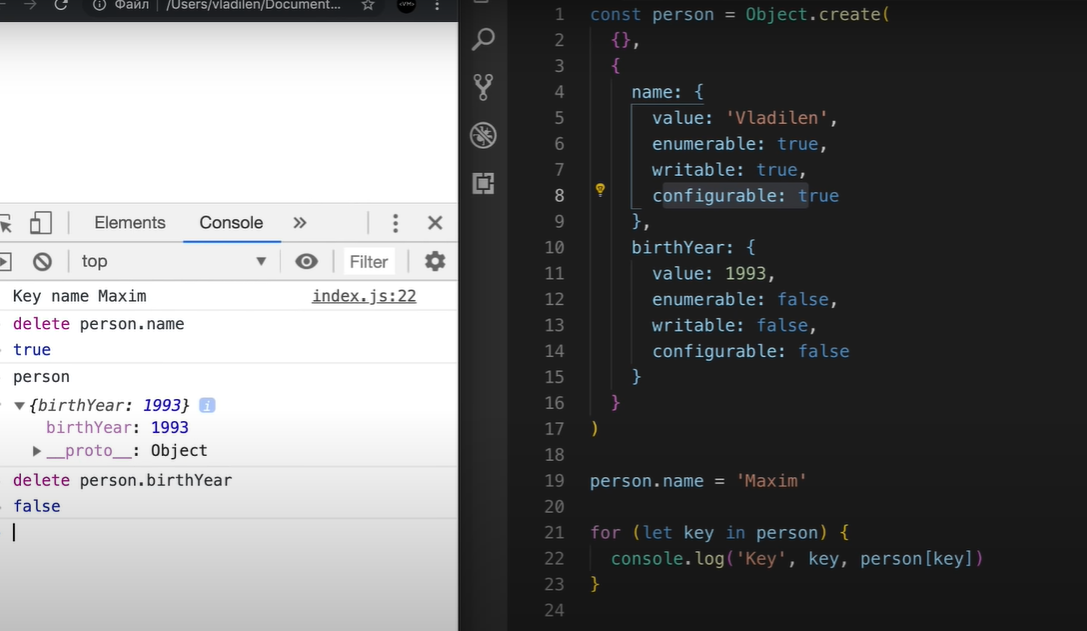 Файл
/Users/vladilen/Document...
Elements
Console
top
Filter
Key name Maxim
index.js:22
delete person.name
true
person
{birthYear: 1993}
birthYear: 1993
__proto__: Object
delete person.birthYear
false
1 const person = Object.create(
2 {},
3 {
4 name: {
5 value: 'Vladilen',
6 enumerable: true,
7 writable: true,
8 configurable: true
9 },
10 birthYear: {
11 value: 1993,
12 enumerable: false,
13 writable: false,
14 configurable: false
15 }
16 }
17 )
18
19 person.name = 'Maxim'
20
21 for (let key in person) {
22 console.log('Key', key, person[key])
23 }
24